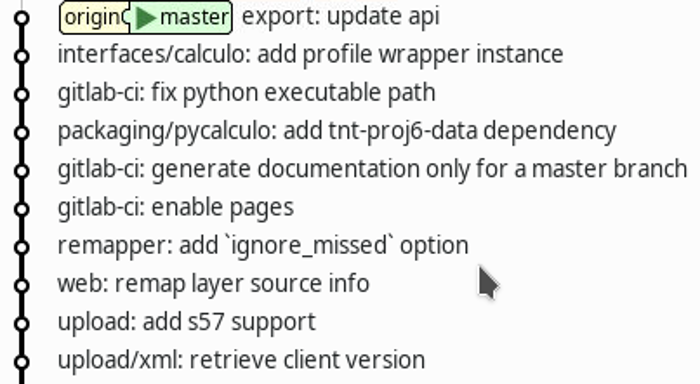 origin master export: update api
interfaces/calculo: add profile wrapper instance
gitlab-ci: fix python executable path
packaging/pycalculo: add tnt-proj6-data dependency
gitlab-ci: generate documentation only for a master branch
gitlab-ci: enable pages
remapper: add `ignore_missed` option
web: remap layer source info
upload: add s57 support
upload/xml: retrieve client version